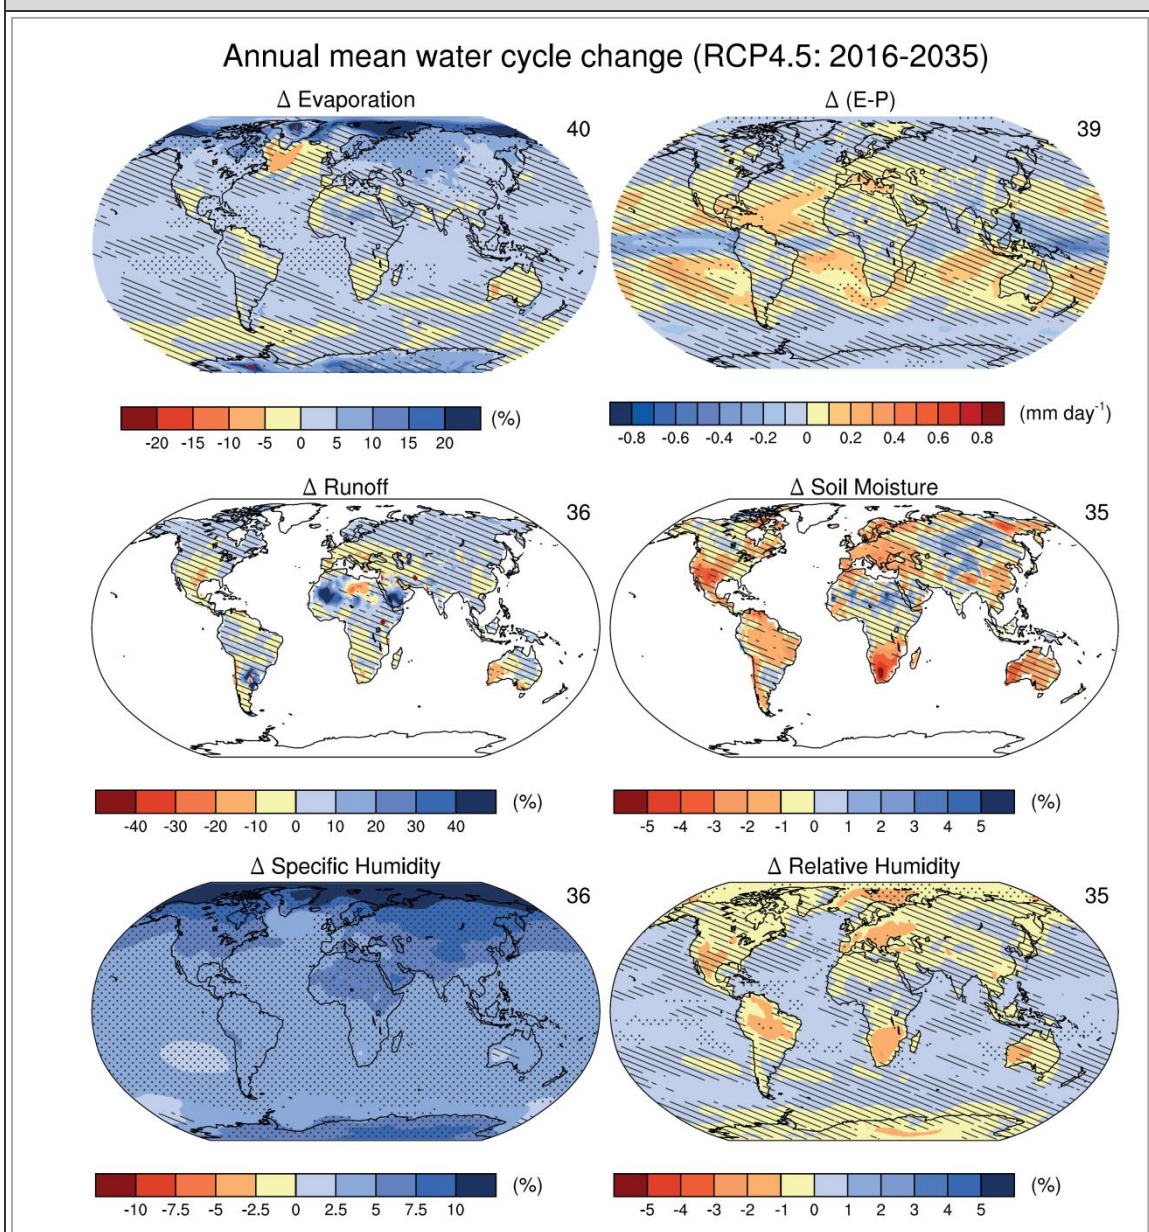 Annual mean water cycle change (RCP4.5: 2016-2035)
Δ Evaporation
40
-20 -15 -10 -5 0 5 10 15 20 (%)
Δ (E-P)
39
-0.8 -0.6 -0.4 -0.2 0 0.2 0.4 0.6 0.8 (mm day⁻¹)
Δ Runoff
36
-40 -30 -20 -10 0 10 20 30 40 (%)
Δ Soil Moisture
35
-5 -4 -3 -2 -1 0 1 2 3 4 5 (%)
Δ Specific Humidity
36
-10 -7.5 -5 -2.5 0 2.5 5 7.5 10 (%)
Δ Relative Humidity
35
-5 -4 -3 -2 -1 0 1 2 3 4 5 (%)